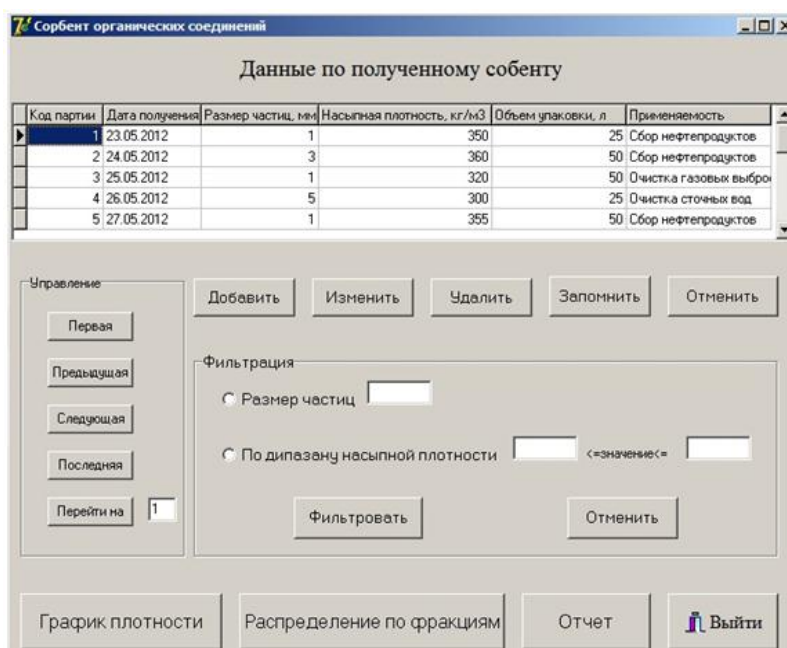 Сорбент органических соединений
Данные по полученному собенту
Код партии Дата получения Размер частиц, мм Насыпная плотность, кг/м3 Объем упаковки, л Применяемость
1 23.05.2012 1 350 25 Сбор нефтепродуктов
2 24.05.2012 3 360 50 Сбор нефтепродуктов
3 25.05.2012 1 320 50 Очистка газовых выбро
4 26.05.2012 5 300 25 Очистка сточных вод
5 27.05.2012 1 355 50 Сбор нефтепродуктов
Управление
Добавить Изменить Удалить Запомнить Отменить
Первая
Предыдущая
Следующая
Последняя
Перейти на 1
Фильтрация
Размер частиц
По дипазану насыпной плотности <=значение<=
Фильтровать Отменить
График плотности Распределение по фракциям Отчет Выйти